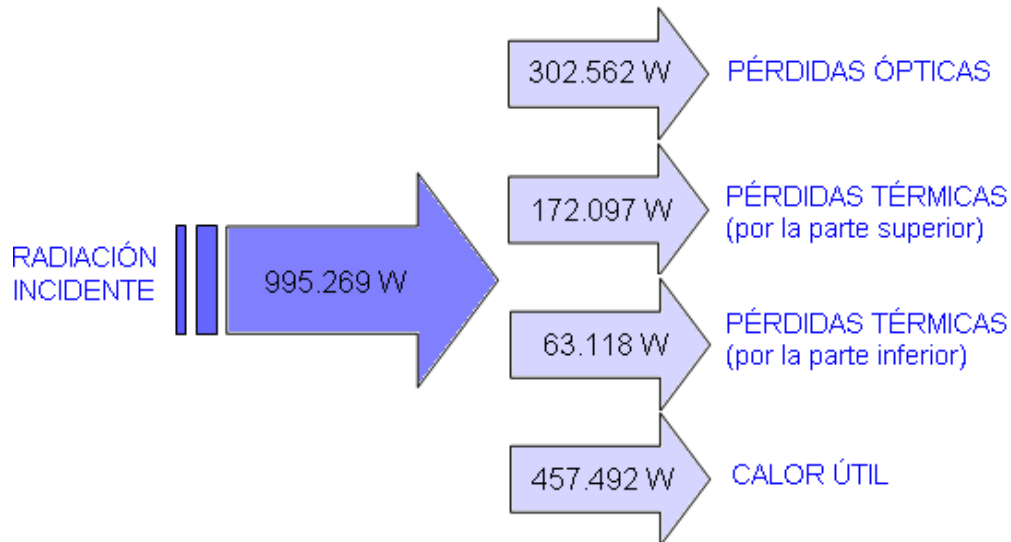 302.562 W
PÉRDIDAS ÓPTICAS
172.097 W
PÉRDIDAS TÉRMICAS
(por la parte superior)
RADIACIÓN
INCIDENTE
995.269 W
63.118 W
PÉRDIDAS TÉRMICAS
(por la parte inferior)
457.492 W
CALOR ÚTIL